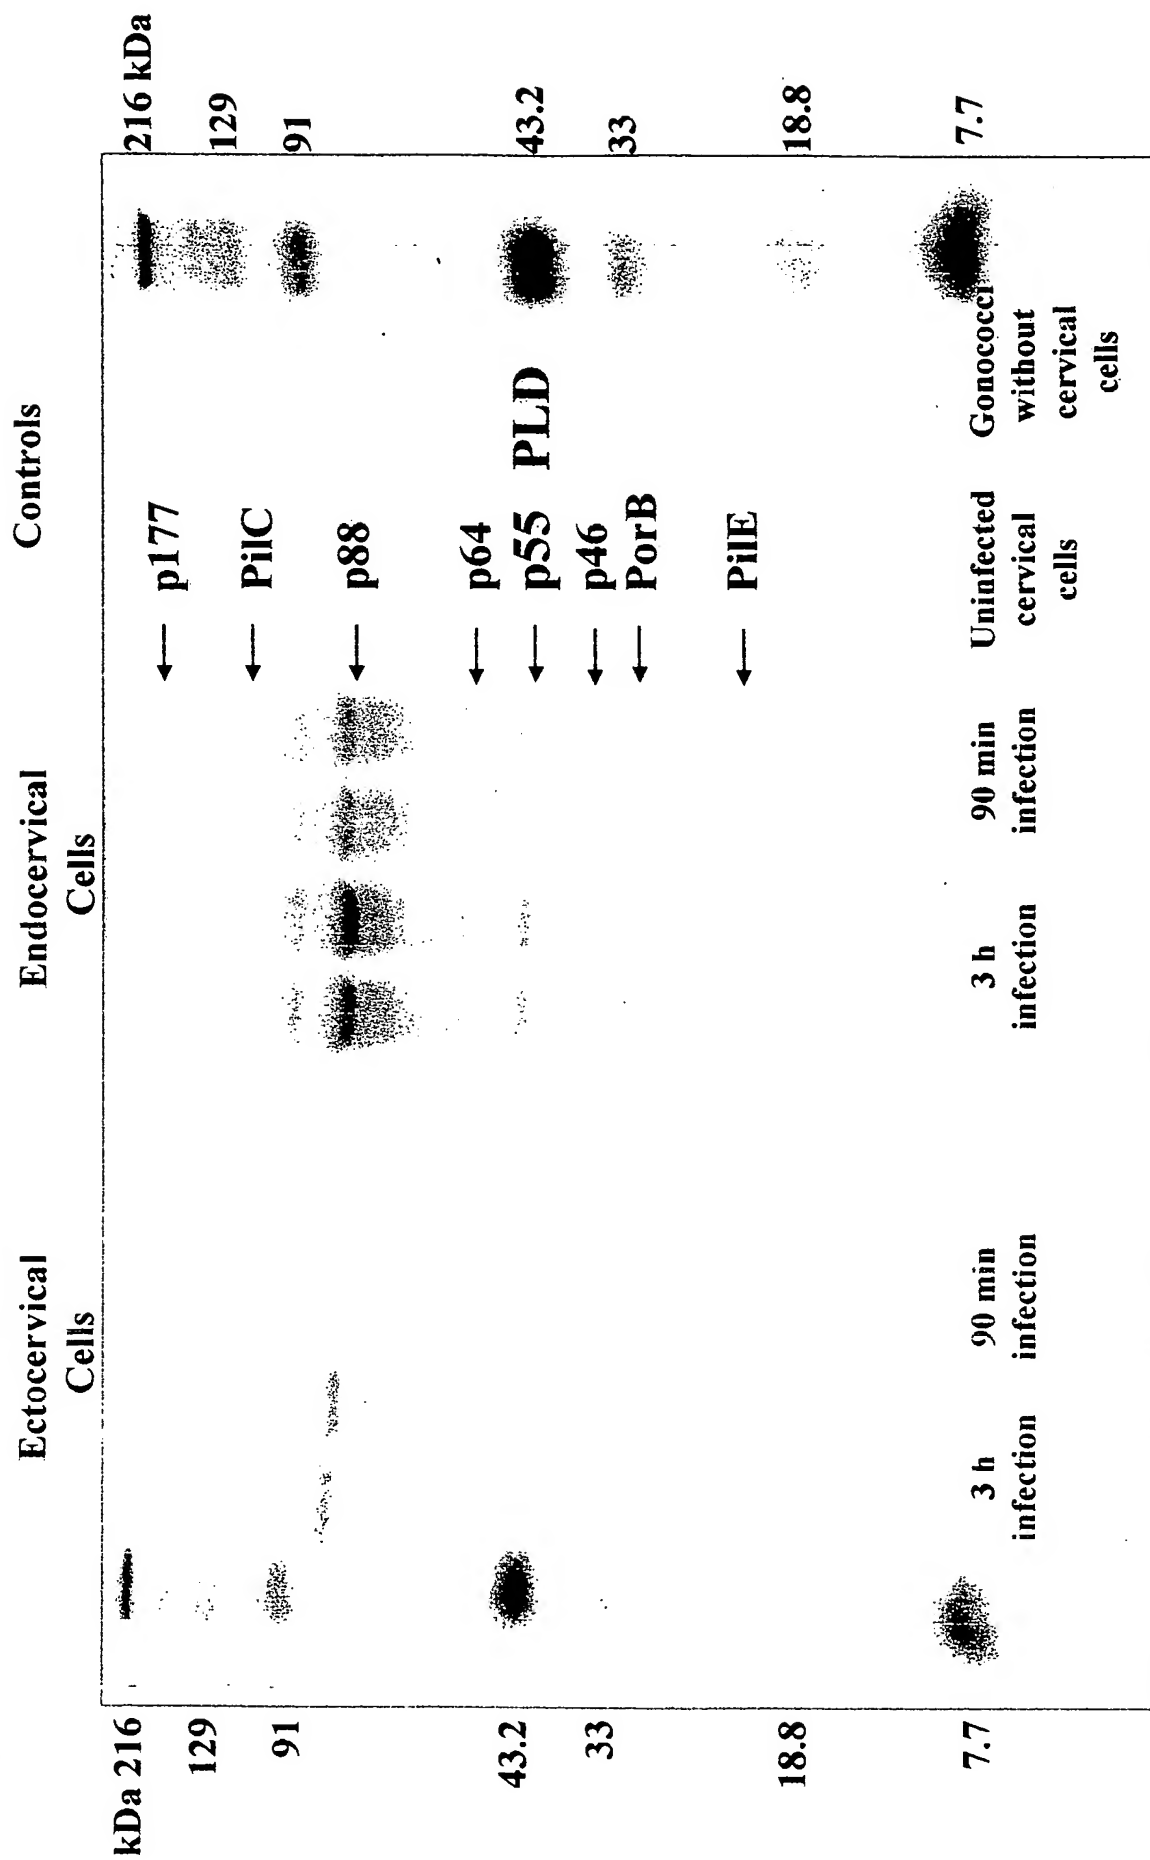 Ectocervical
Cells
Endocervical
Cells
Controls
kDa 216
129
91
43.2
33
18.8
7.7
p177
PilC
p88
p64
p55 PLD
p46
PorB
PilE
216 kDa
129
91
43.2
33
18.8
7.7
3 h
infection
90 min
infection
3 h
infection
90 min
infection
Uninfected
cervical
cells
Gonococci
without
cervical
cells